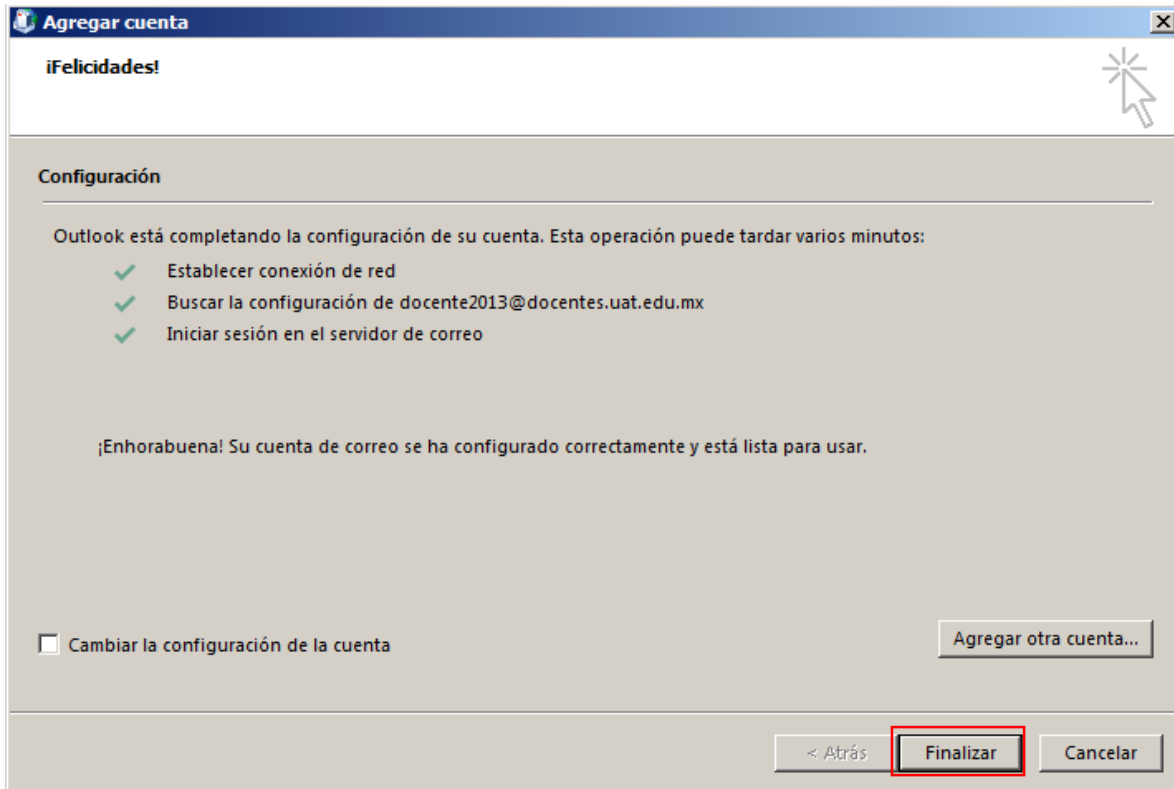 Agregar cuenta
¡Felicidades!
Configuración
Outlook está completando la configuración de su cuenta. Esta operación puede tardar varios minutos:
Establecer conexión de red
Buscar la configuración de docente2013@docentes.uat.edu.mx
Iniciar sesión en el servidor de correo
¡Enhorabuena! Su cuenta de correo se ha configurado correctamente y está lista para usar.
Cambiar la configuración de la cuenta
Agregar otra cuenta...
< Atrás
Finalizar
Cancelar